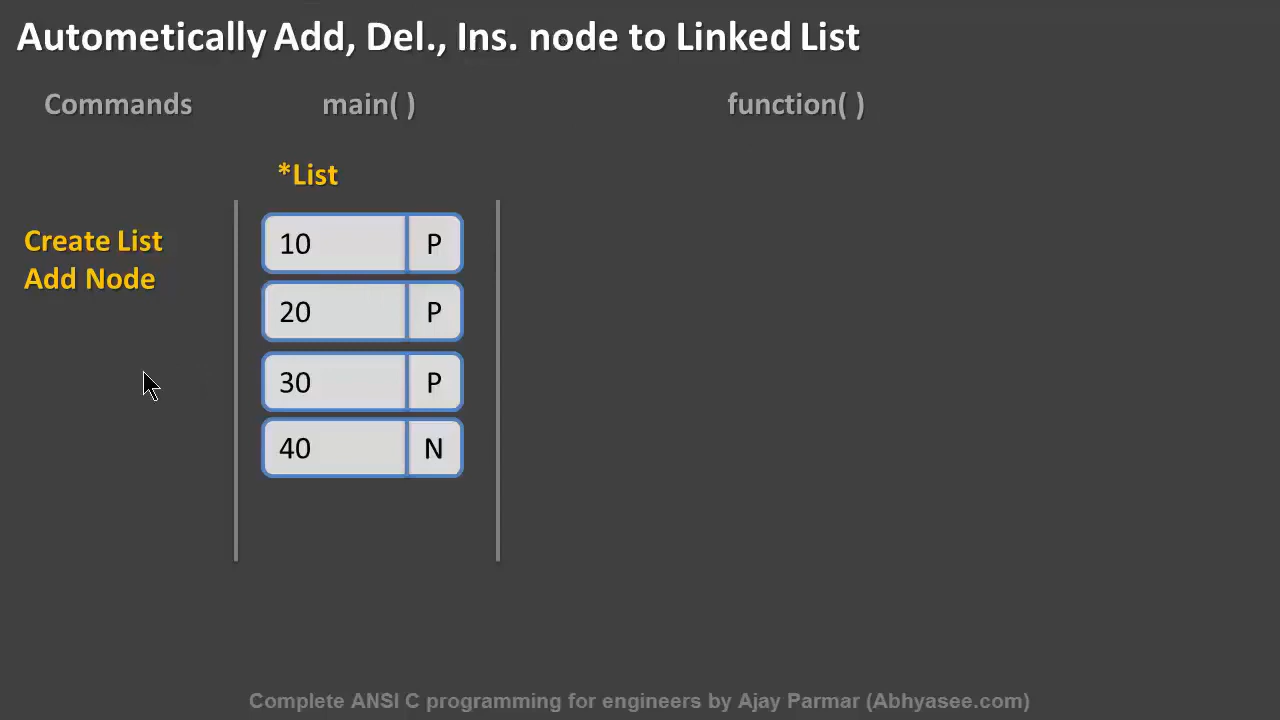 Autometically Add, Del., Ins. node to Linked List
Commands main( ) function( )
*List
Create List
Add Node
10 P
20 P
30 P
40 N
Complete ANSI C programming for engineers by Ajay Parmar (Abhyasee.com)